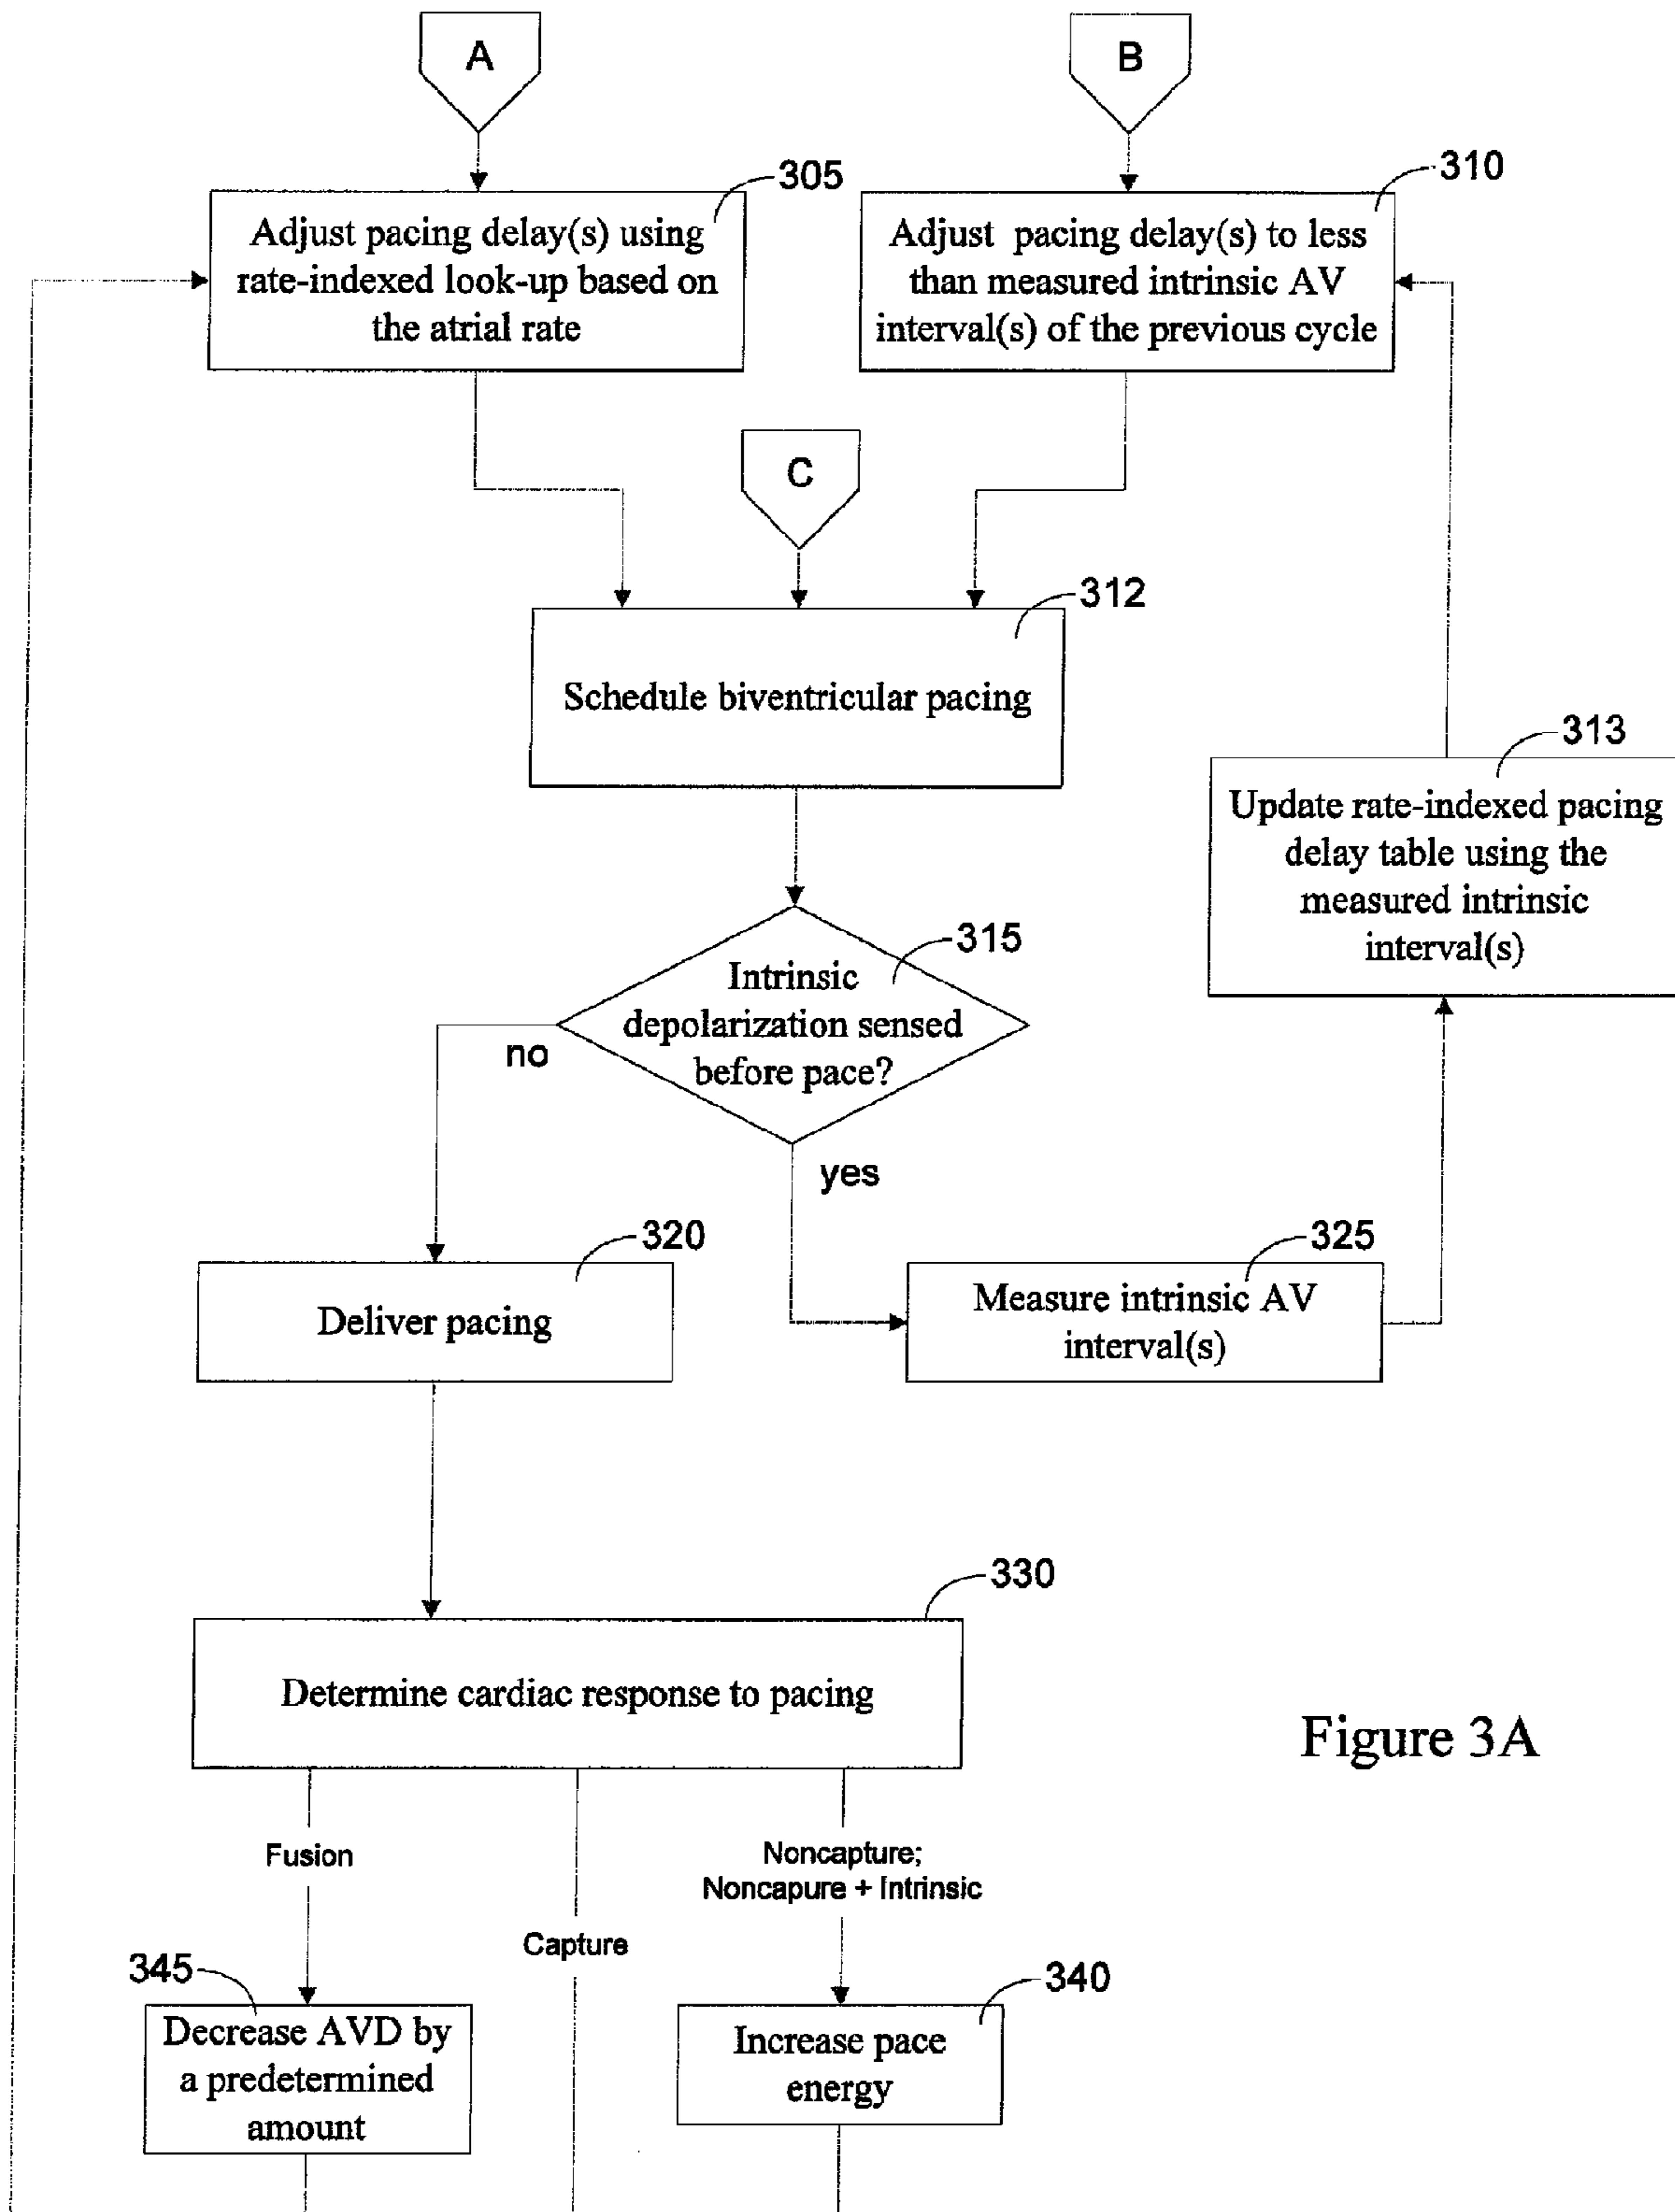 A
B
305
310
Adjust pacing delay(s) using
rate-indexed look-up based on
the atrial rate
Adjust pacing delay(s) to less
than measured intrinsic AV
interval(s) of the previous cycle
C
312
Schedule biventricular pacing
313
Update rate-indexed pacing
delay table using the
measured intrinsic
interval(s)
315
Intrinsic
depolarization sensed
before pace?
no
yes
320
Deliver pacing
325
Measure intrinsic AV
interval(s)
330
Determine cardiac response to pacing
Figure 3A
Fusion
Capture
Noncapture;
Noncapure + Intrinsic
345
Decrease AVD by
a predetermined
amount
340
Increase pace
energy